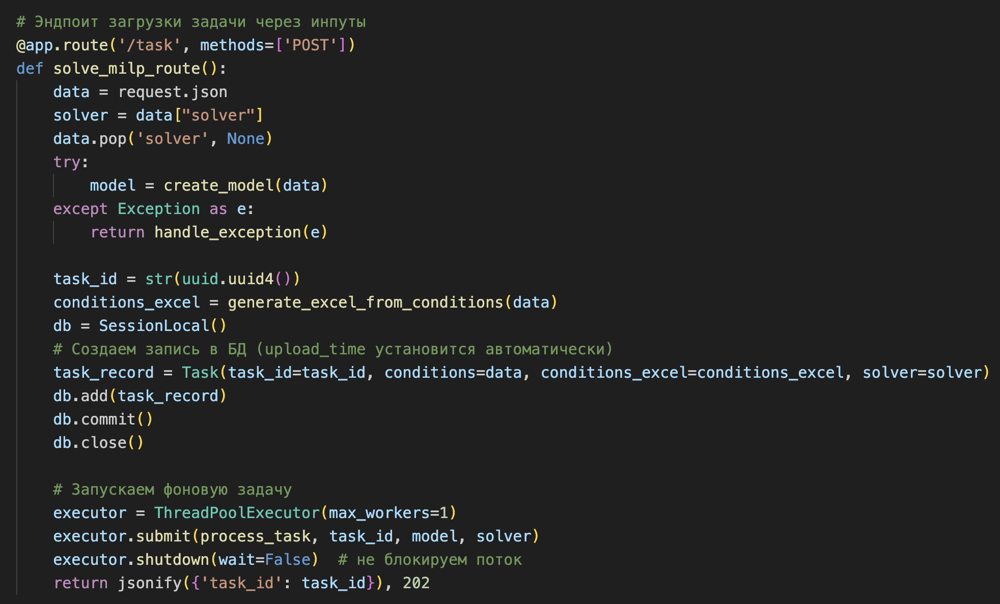 # Эндпоит загрузки задачи через инпуты
@app.route('/task', methods=['POST'])
def solve_milp_route():
    data = request.json
    solver = data["solver"]
    data.pop('solver', None)
    try:
        model = create_model(data)
    except Exception as e:
        return handle_exception(e)

    task_id = str(uuid.uuid4())
    conditions_excel = generate_excel_from_conditions(data)
    db = SessionLocal()
    # Создаем запись в БД (upload_time установится автоматически)
    task_record = Task(task_id=task_id, conditions=data, conditions_excel=conditions_excel, solver=solver)
    db.add(task_record)
    db.commit()
    db.close()

    # Запускаем фоновую задачу
    executor = ThreadPoolExecutor(max_workers=1)
    executor.submit(process_task, task_id, model, solver)
    executor.shutdown(wait=False)  # не блокируем поток
    return jsonify({'task_id': task_id}), 202